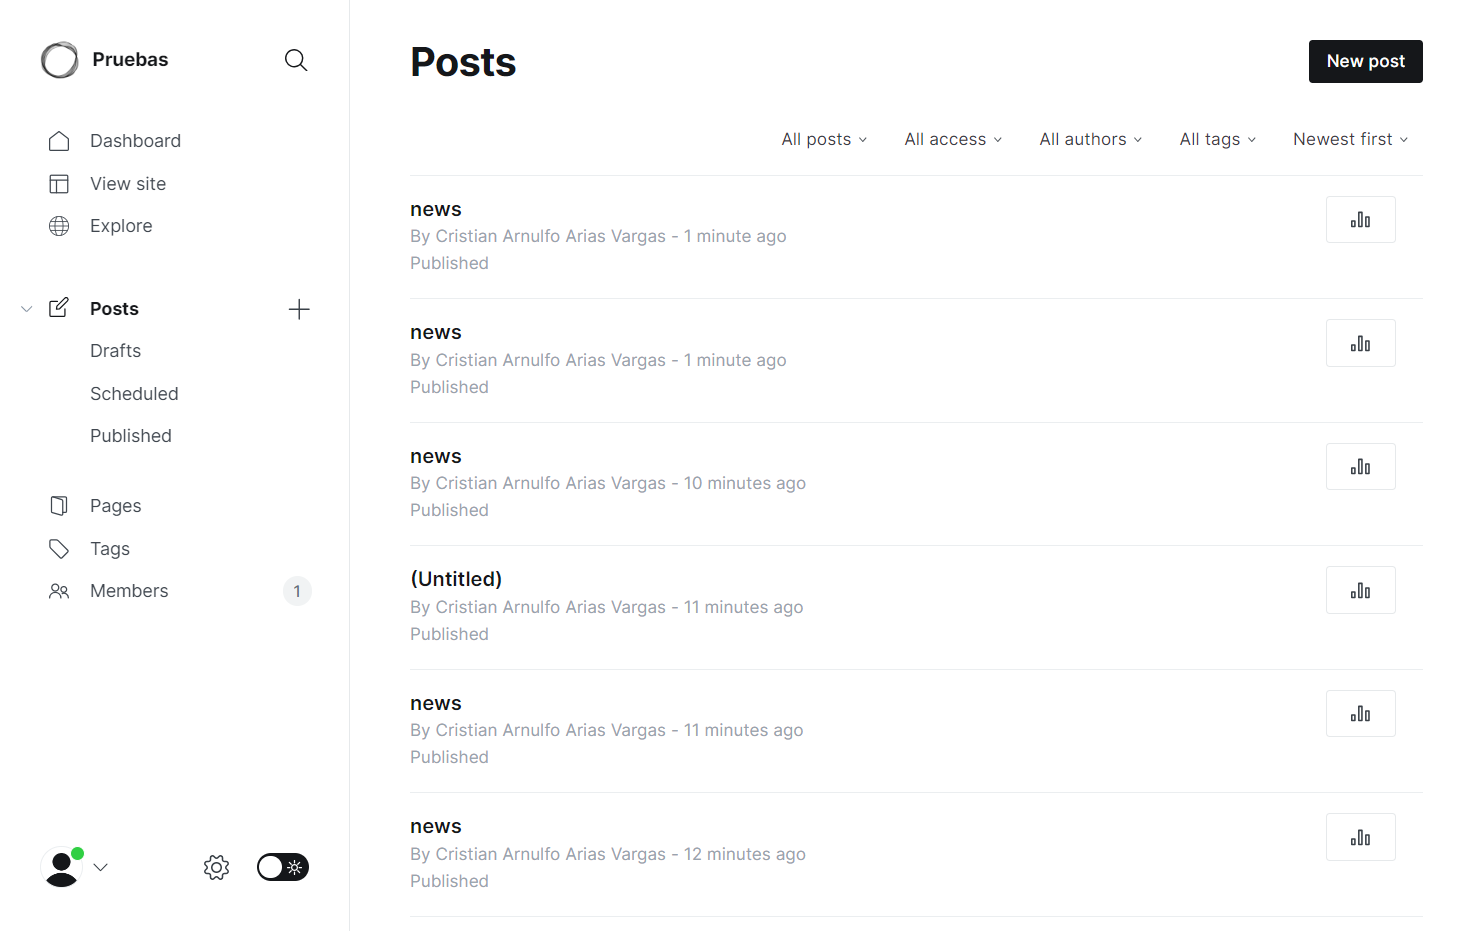 Pruebas
Dashboard
View site
Explore
Posts
Drafts
Scheduled
Published
Pages
Tags
Members 1
Posts
New post
All posts All access All authors All tags Newest first
news
By Cristian Arnulfo Arias Vargas - 1 minute ago
Published
news
By Cristian Arnulfo Arias Vargas - 1 minute ago
Published
news
By Cristian Arnulfo Arias Vargas - 10 minutes ago
Published
(Untitled)
By Cristian Arnulfo Arias Vargas - 11 minutes ago
Published
news
By Cristian Arnulfo Arias Vargas - 11 minutes ago
Published
news
By Cristian Arnulfo Arias Vargas - 12 minutes ago
Published